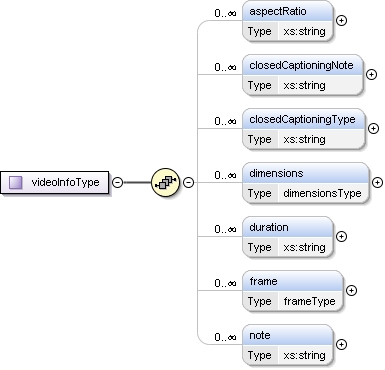 0..∞ aspectRatio
Type xs:string
0..∞ closedCaptioningNote
Type xs:string
0..∞ closedCaptioningType
Type xs:string
videoInfoType
0..∞ dimensions
Type dimensionsType
0..∞ duration
Type xs:string
0..∞ frame
Type frameType
0..∞ note
Type xs:string